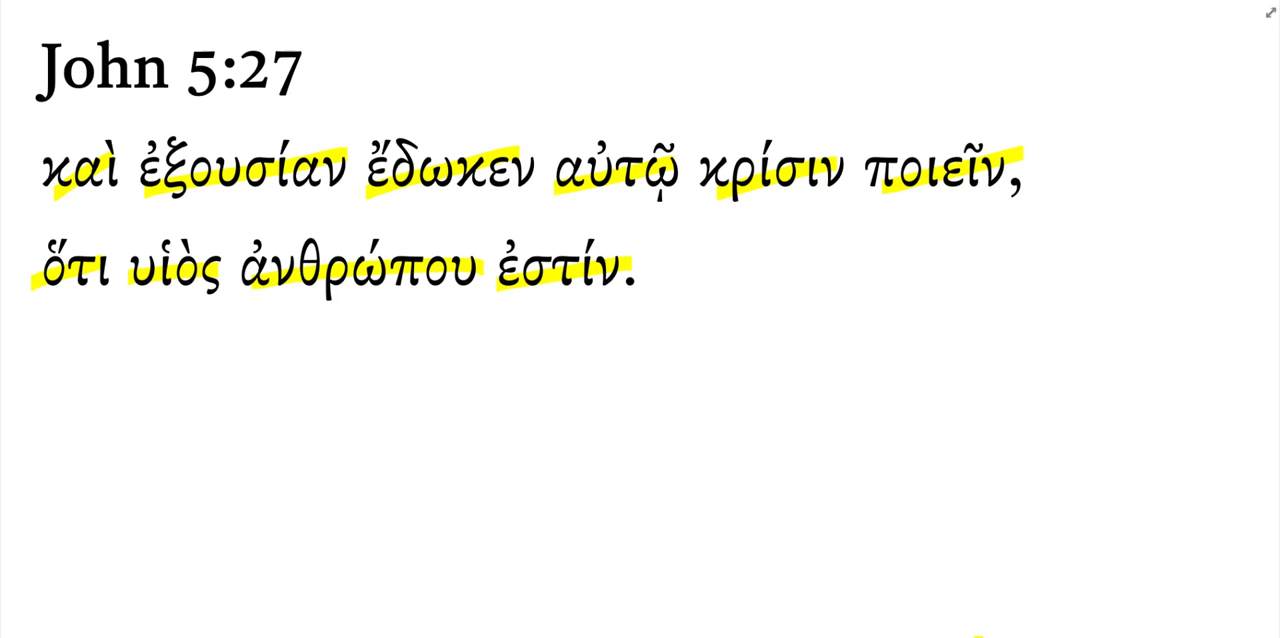 John 5:27
καὶ ἐξουσίαν ἔδωκεν αὐτῷ κρίσιν ποιεῖν,
ὅτι υἱὸς ἀνθρώπου ἐστίν.